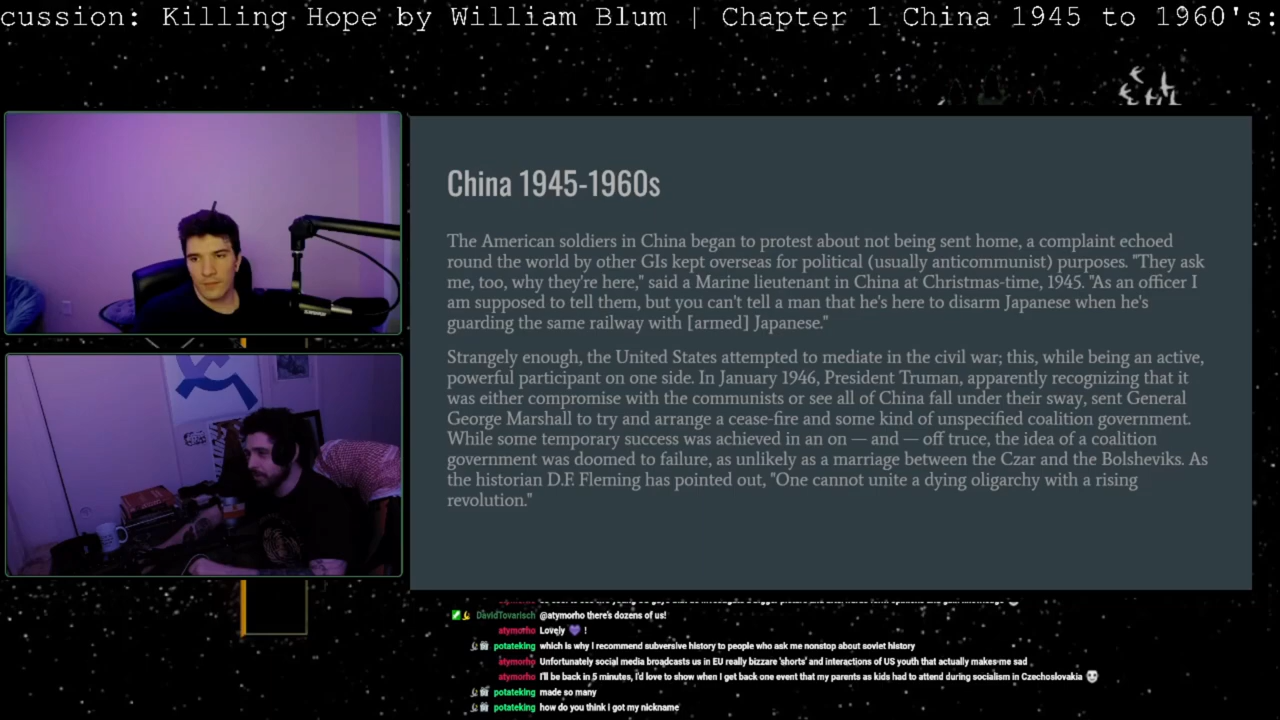 cussion: Killing Hope by William Blum | Chapter 1 China 1945 to 1960's:
China 1945-1960s
The American soldiers in China began to protest about not being sent home, a complaint echoed
round the world by other GIs kept overseas for political (usually anticommunist) purposes. "They ask
me, too, why they're here," said a Marine lieutenant in China at Christmas-time, 1945. "As an officer I
am supposed to tell them, but you can't tell a man that he's here to disarm Japanese when he's
guarding the same railway with [armed] Japanese."
Strangely enough, the United States attempted to mediate in the civil war; this, while being an active,
powerful participant on one side. In January 1946, President Truman, apparently recognizing that it
was either compromise with the communists or see all of China fall under their sway, sent General
George Marshall to try and arrange a cease-fire and some kind of unspecified coalition government.
While some temporary success was achieved in an on — and — off truce, the idea of a coalition
government was doomed to failure, as unlikely as a marriage between the Czar and the Bolsheviks. As
the historian D.F. Fleming has pointed out, "One cannot unite a dying oligarchy with a rising
revolution."
DavidTovarisch @atymorho there's dozens of us!
atymorho Lovely 💜 !
potateking which is why I recommend subversive history to people who ask me nonstop about soviet history
atymorho Unfortunately social media broadcasts us in EU really bizzare 'shorts' and interactions of US youth that actually makes me sad
atymorho I'll be back in 5 minutes, I'd love to show when I get back one event that my parents as kids had to attend during socialism in Czechoslovakia
potateking made so many
potateking how do you think i got my nickname